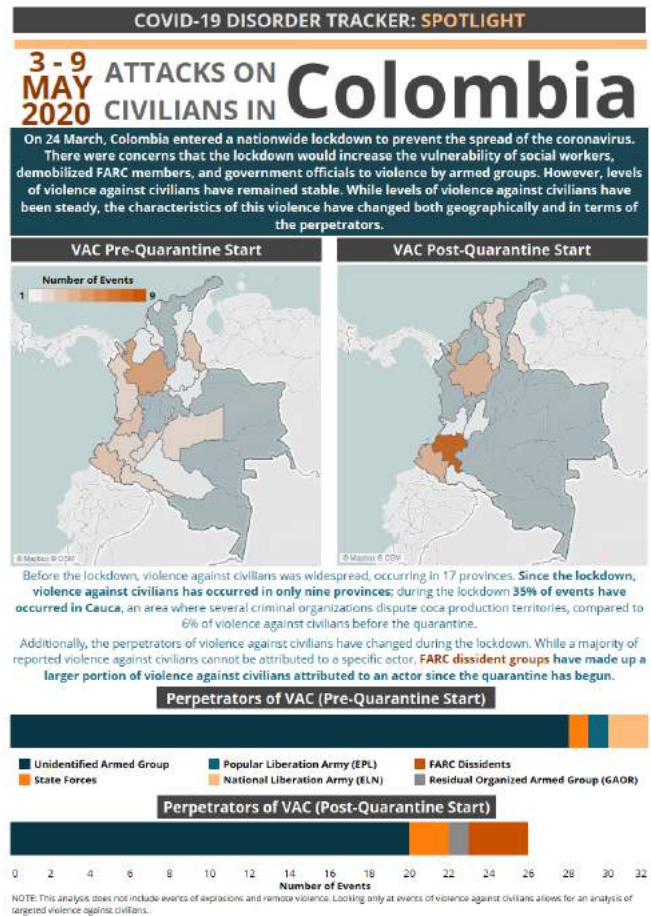 COVID-19 DISORDER TRACKER: SPOTLIGHT
3 - 9
MAY
2020
ATTACKS ON
CIVILIANS IN
Colombia
On 24 March, Colombia entered a nationwide lockdown to prevent the spread of the coronavirus.
There were concerns that the lockdown would increase the vulnerability of social workers,
demobilized FARC members, and government officials to violence by armed groups. However, levels
of violence against civilians have remained stable. While levels of violence against civilians have
been steady, the characteristics of this violence have changed both geographically and in terms of
the perpetrators.
VAC Pre-Quarantine Start
VAC Post-Quarantine Start
Number of Events
1 9
© Mapbox © OSM
© Mapbox © OSM
Before the lockdown, violence against civilians was widespread, occurring in 17 provinces. Since the lockdown,
violence against civilians has occurred in only nine provinces; during the lockdown 35% of events have
occurred in Cauca, an area where several criminal organizations dispute coca production territories, compared to
6% of violence against civilians before the quarantine.
Additionally, the perpetrators of violence against civilians have changed during the lockdown. While a majority of
reported violence against civilians cannot be attributed to a specific actor, FARC dissident groups have made up a
larger portion of violence against civilians attributed to an actor since the quarantine has begun.
Perpetrators of VAC (Pre-Quarantine Start)
Unidentified Armed Group
Popular Liberation Army (EPL)
FARC Dissidents
State Forces
National Liberation Army (ELN)
Residual Organized Armed Group (GAOR)
Perpetrators of VAC (Post-Quarantine Start)
0 2 4 6 8 10 12 14 16 18 20 22 24 26 28 30 32
Number of Events
NOTE: This analysis does not include events of explosions and remote violence. Looking only at events of violence against civilians allows for an analysis of
targeted violence against civilians.